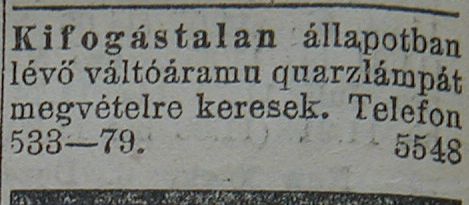 Kifogástalan állapotban
lévő váltóáramu quarzlámpát
megvételre keresek. Telefon
533—79. 5548